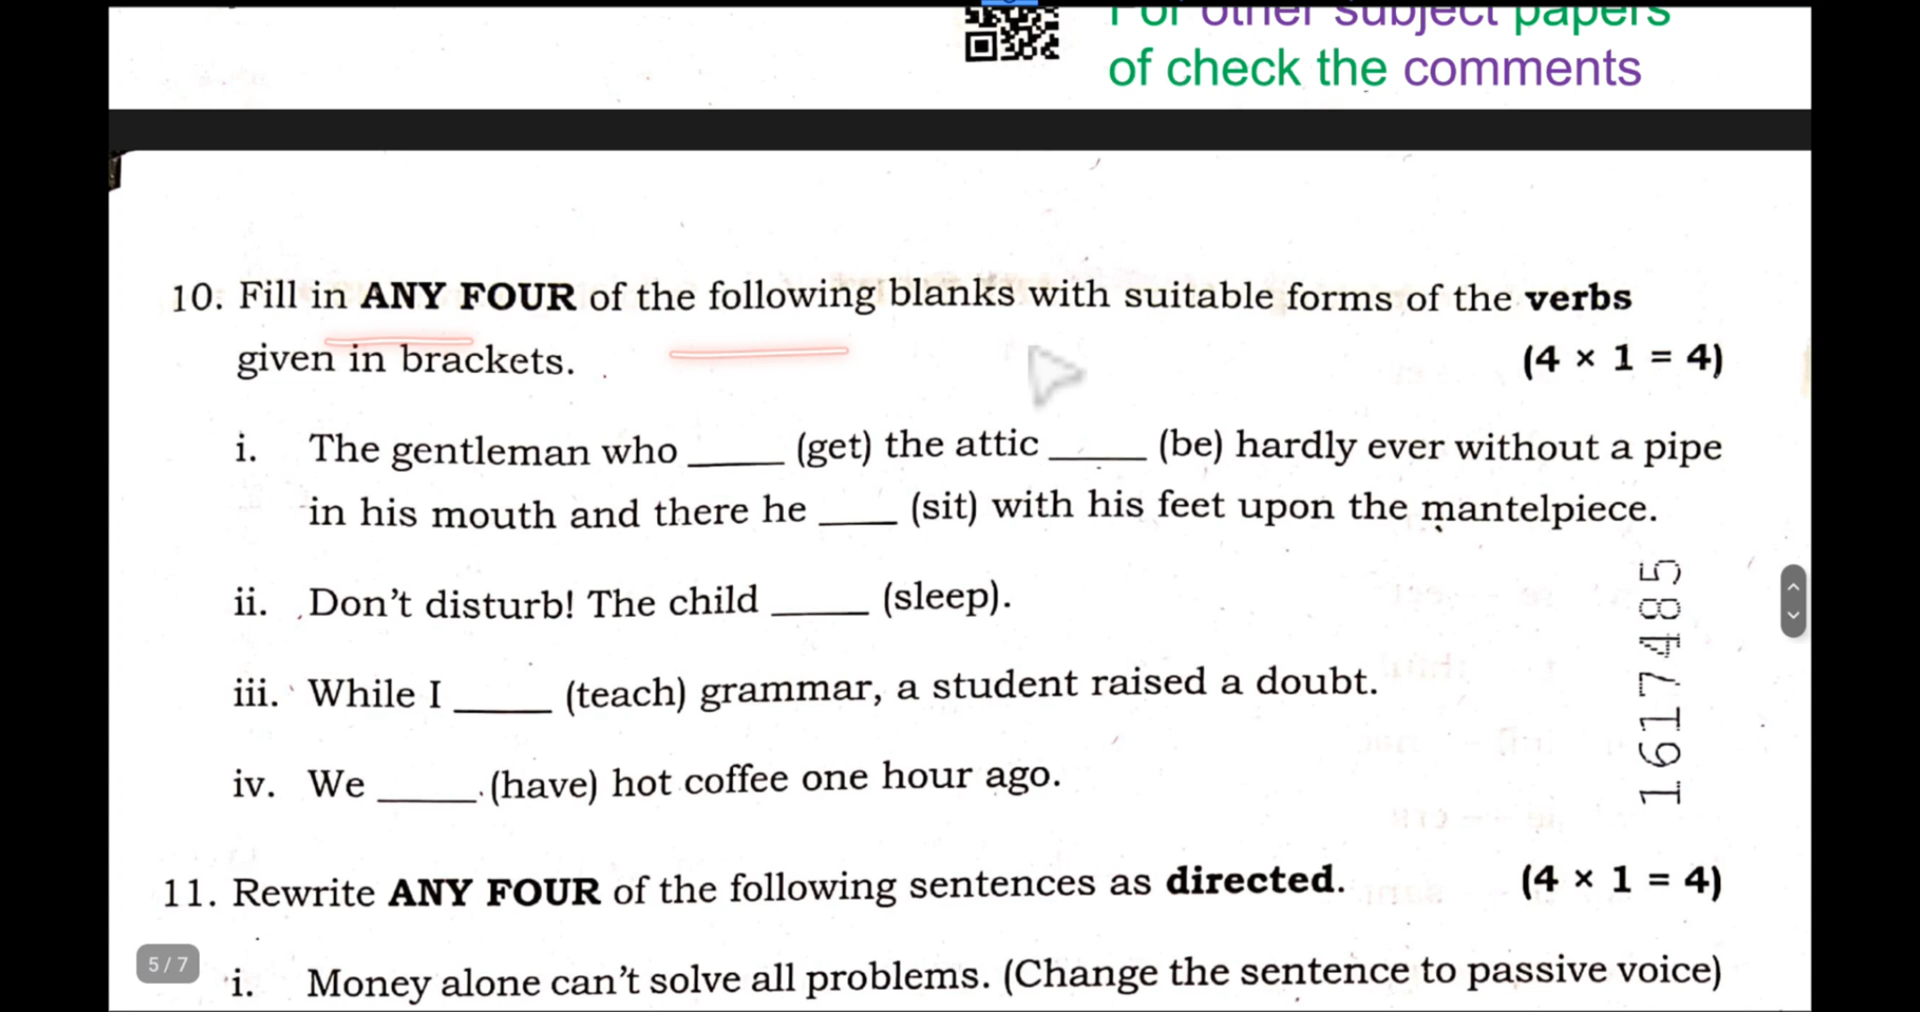 For other subject papers
of check the comments
10. Fill in ANY FOUR of the following blanks with suitable forms of the verbs
given in brackets. (4 × 1 = 4)
i. The gentleman who _____ (get) the attic _____ (be) hardly ever without a pipe
in his mouth and there he ____ (sit) with his feet upon the mantelpiece.
ii. Don't disturb! The child _____ (sleep).
iii. While I _____ (teach) grammar, a student raised a doubt.
iv. We _____ (have) hot coffee one hour ago.
1617485
11. Rewrite ANY FOUR of the following sentences as directed. (4 × 1 = 4)
5 / 7
i. Money alone can't solve all problems. (Change the sentence to passive voice)